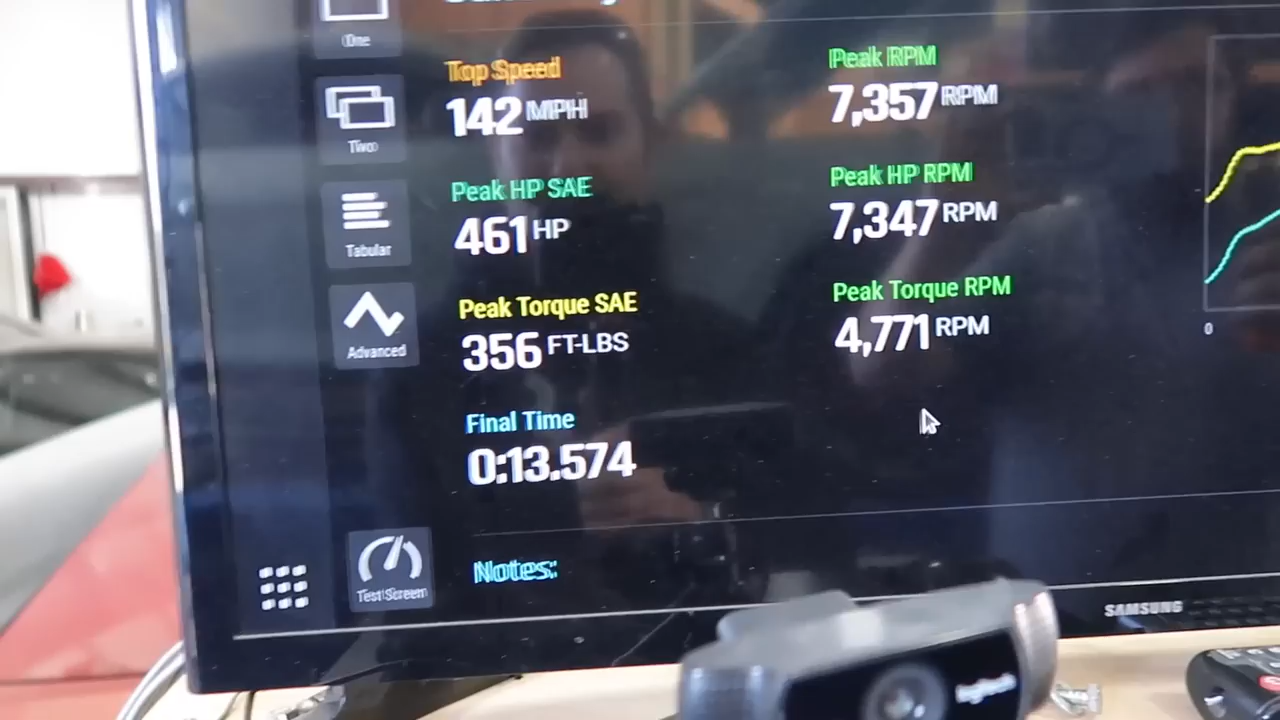 One
Top Speed
142 MPH
Peak RPM
7,357 RPM
Two
Peak HP SAE
461 HP
Peak HP RPM
7,347 RPM
Tabular
Peak Torque SAE
356 FT-LBS
Peak Torque RPM
4,771 RPM
0
Advanced
Final Time
0:13.574
Notes:
Test Screen
SAMSUNG
logitech